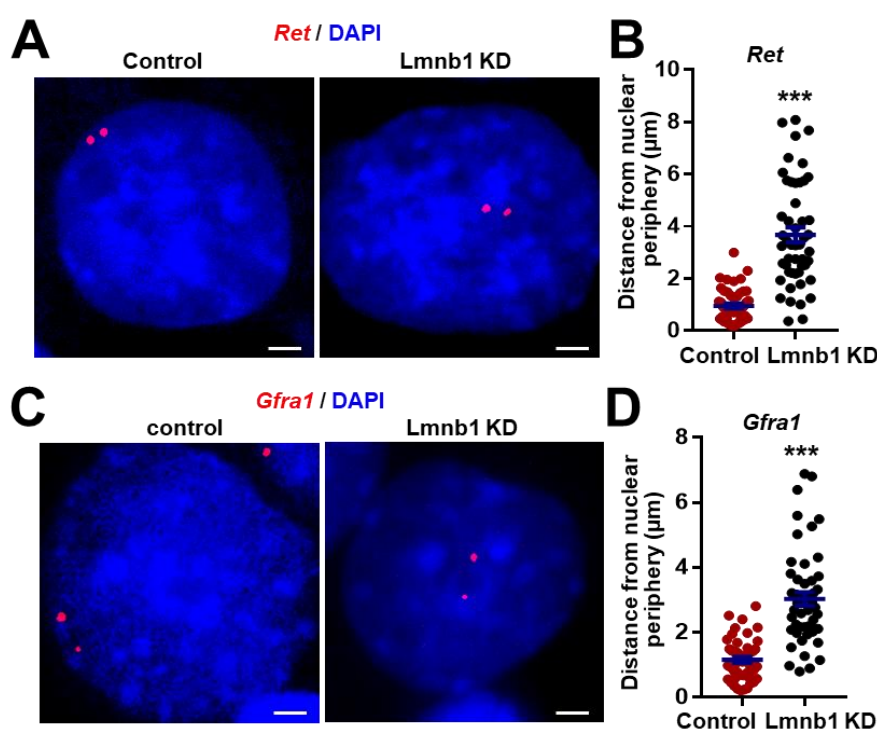 A
Ret / DAPI
Control
Lmnb1 KD
B
Ret
***
Distance from nuclear
periphery (µm)
10
8
6
4
2
0
Control Lmnb1 KD
C
Gfra1 / DAPI
control
Lmnb1 KD
D
Gfra1
***
Distance from nuclear
periphery (µm)
8
6
4
2
0
Control Lmnb1 KD